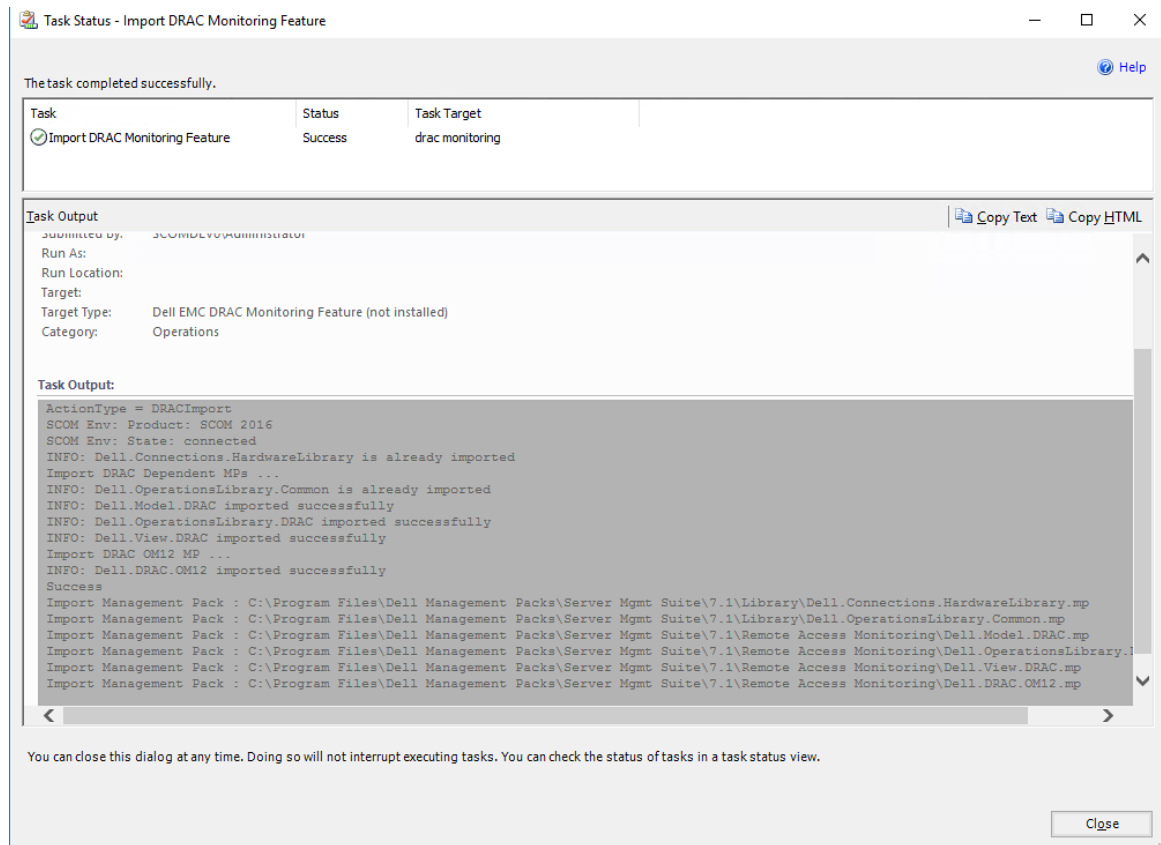 Task Status - Import DRAC Monitoring Feature
Help
The task completed successfully.
Task Status Task Target
Import DRAC Monitoring Feature Success drac monitoring
Task Output Copy Text Copy HTML
Submitted By: SCOMDEV0\Administrator
Run As:
Run Location:
Target:
Target Type: Dell EMC DRAC Monitoring Feature (not installed)
Category: Operations
Task Output:
ActionType = DRACImport
SCOM Env: Product: SCOM 2016
SCOM Env: State: connected
INFO: Dell.Connections.HardwareLibrary is already imported
Import DRAC Dependent MPs ...
INFO: Dell.OperationsLibrary.Common is already imported
INFO: Dell.Model.DRAC imported successfully
INFO: Dell.OperationsLibrary.DRAC imported successfully
INFO: Dell.View.DRAC imported successfully
Import DRAC OM12 MP ...
INFO: Dell.DRAC.OM12 imported successfully
Success
Import Management Pack : C:\Program Files\Dell Management Packs\Server Mgmt Suite\7.1\Library\Dell.Connections.HardwareLibrary.mp
Import Management Pack : C:\Program Files\Dell Management Packs\Server Mgmt Suite\7.1\Library\Dell.OperationsLibrary.Common.mp
Import Management Pack : C:\Program Files\Dell Management Packs\Server Mgmt Suite\7.1\Remote Access Monitoring\Dell.Model.DRAC.mp
Import Management Pack : C:\Program Files\Dell Management Packs\Server Mgmt Suite\7.1\Remote Access Monitoring\Dell.OperationsLibrary.
Import Management Pack : C:\Program Files\Dell Management Packs\Server Mgmt Suite\7.1\Remote Access Monitoring\Dell.View.DRAC.mp
Import Management Pack : C:\Program Files\Dell Management Packs\Server Mgmt Suite\7.1\Remote Access Monitoring\Dell.DRAC.OM12.mp
You can close this dialog at any time. Doing so will not interrupt executing tasks. You can check the status of tasks in a task status view.
Close